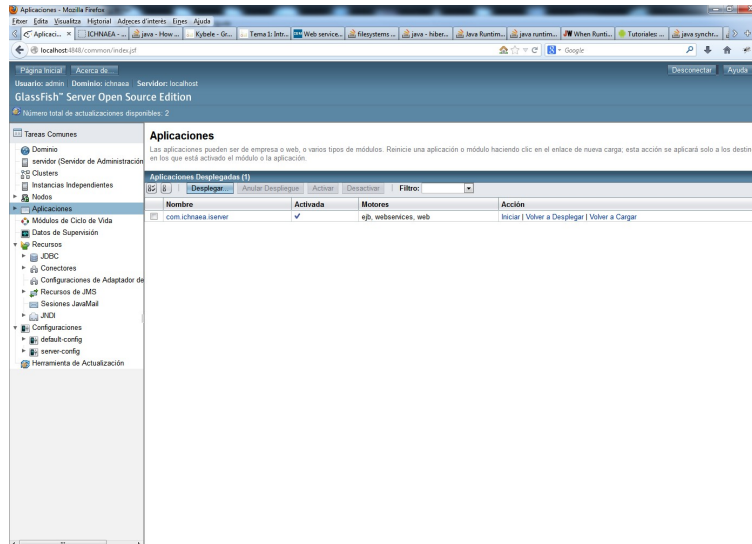 Aplicaciones - Mozilla Firefox
Fitxer Edita Visualitza Historial Adreces d'interès Eines Ajuda
Aplicaci... ICHNAEA - ... java - How ... Kybele - Gr... Tema 1: Intr... Web service... filesystems ... java - hiber... Java Runtim... java runtim... When Runti... Tutoriales: ... java synchr...
localhost:4848/common/index.jsf
Google
Página Inicial Acerca de...
Desconectar Ayuda
Usuario: admin Dominio: ichnaea Servidor: localhost
GlassFish™ Server Open Source Edition
Número total de actualizaciones disponibles: 2
Tareas Comunes
Dominio
servidor (Servidor de Administración
Clusters
Instancias Independientes
Nodos
Aplicaciones
Módulos de Ciclo de Vida
Datos de Supervisión
Recursos
JDBC
Conectores
Configuraciones de Adaptador de
Recursos de JMS
Sesiones JavaMail
JNDI
Configuraciones
default-config
server-config
Herramienta de Actualización
Aplicaciones
Las aplicaciones pueden ser de empresa o web, o varios tipos de módulos. Reinicie una aplicación o módulo haciendo clic en el enlace de nueva carga; esta acción se aplicará solo a los destin
en los que está activado el módulo o la aplicación.
Aplicaciones Desplegadas (1)
Desplegar... Anular Despliegue Activar Desactivar Filtro:
Nombre Activada Motores Acción
com.ichnaea.iserver ejb, webservices, web Iniciar | Volver a Desplegar | Volver a Cargar